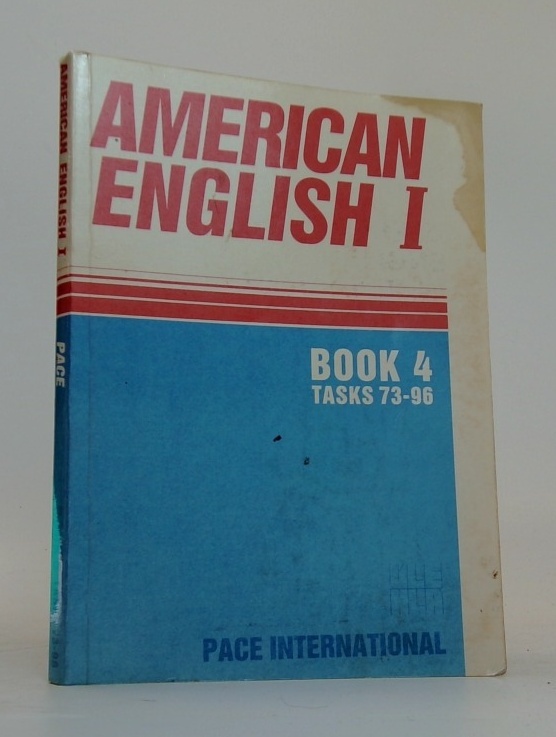 AMERICAN
ENGLISH I
BOOK 4
TASKS 73-96
PACE INTERNATIONAL
AMERICAN ENGLISH I
PACE